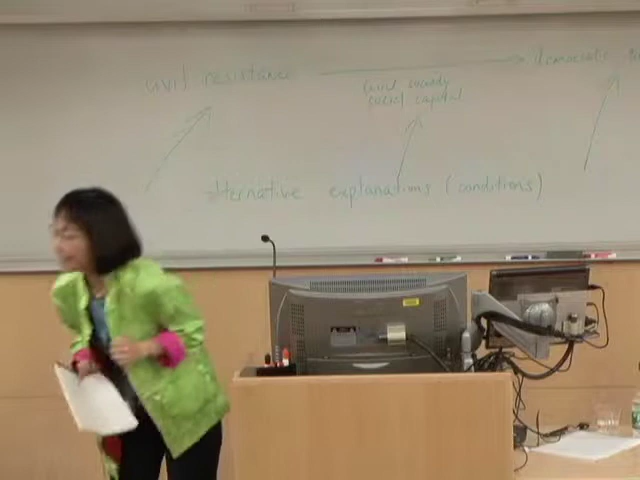 civil resistance
democratic
civil society
social capital
alternative explanations (conditions)